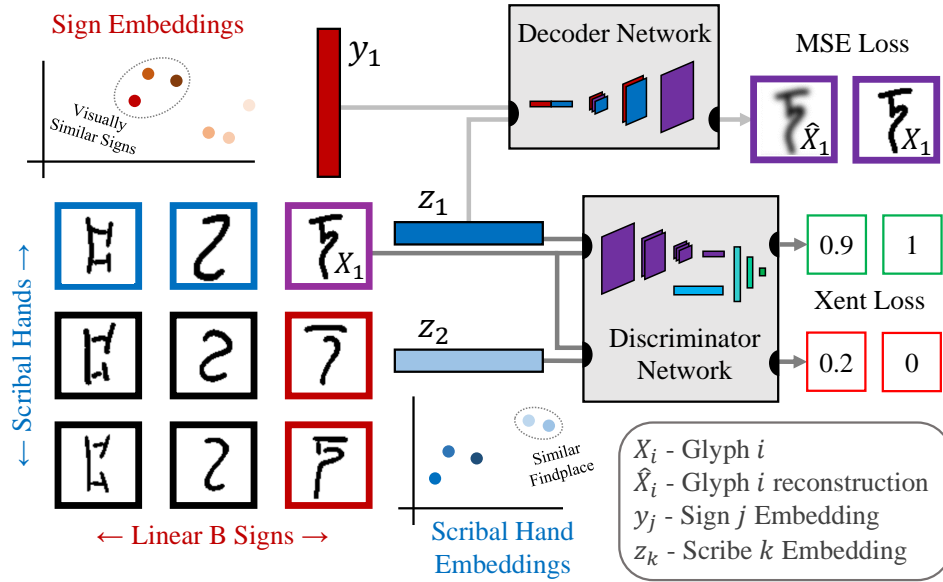 Sign Embeddings
Visually
Similar Signs
y₁
Decoder Network
MSE Loss
X̂₁
X₁
← Scribal Hands →
X₁
z₁
z₂
Discriminator
Network
0.9
1
Xent Loss
0.2
0
← Linear B Signs →
Similar
Findplace
Scribal Hand
Embeddings
Xᵢ - Glyph i
X̂ᵢ - Glyph i reconstruction
yⱼ - Sign j Embedding
zₖ - Scribe k Embedding